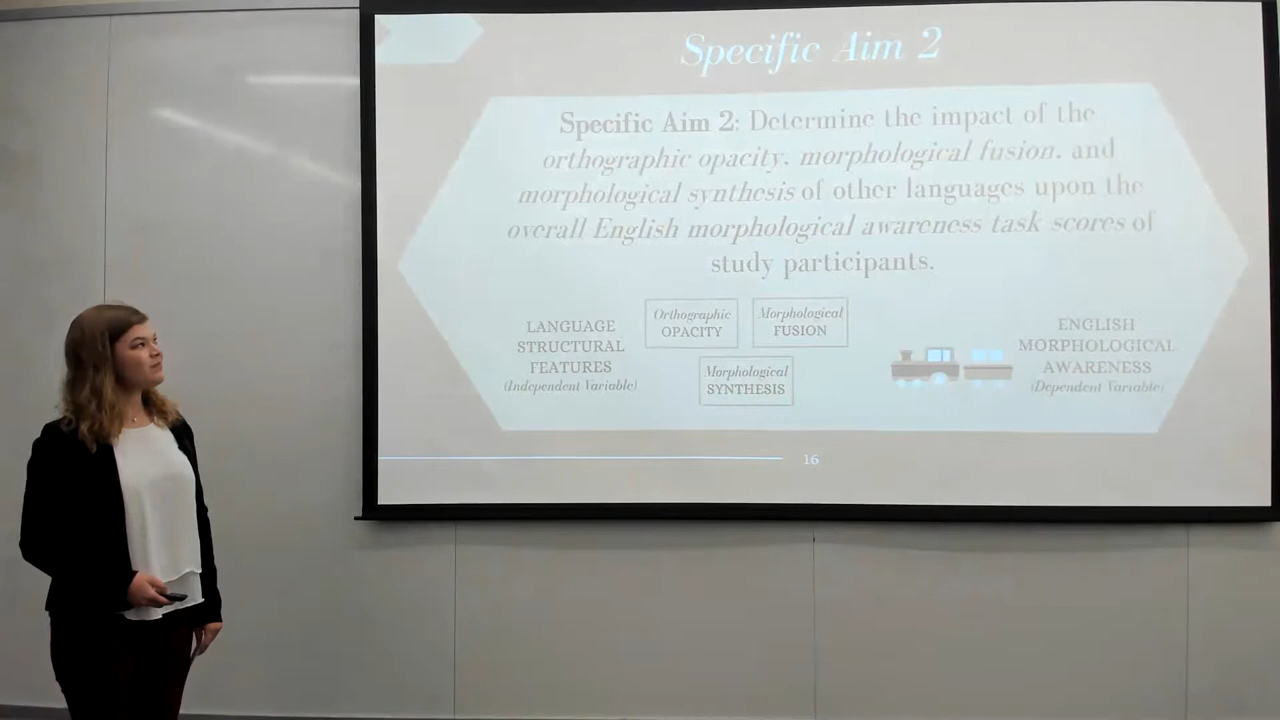 Specific Aim 2
Specific Aim 2: Determine the impact of the
orthographic opacity, morphological fusion, and
morphological synthesis of other languages upon the
overall English morphological awareness task scores of
study participants.
LANGUAGE
STRUCTURAL
FEATURES
(Independent Variable)
Orthographic
OPACITY
Morphological
FUSION
Morphological
SYNTHESIS
ENGLISH
MORPHOLOGICAL
AWARENESS
(Dependent Variable)
16